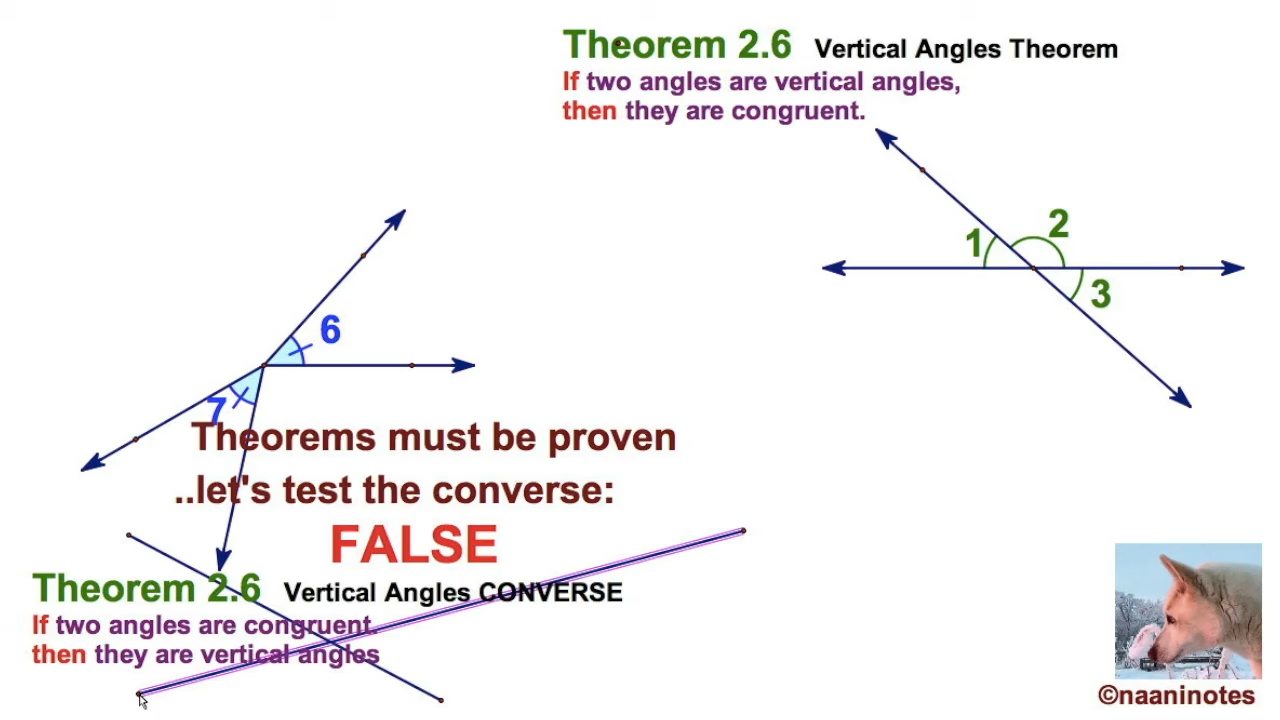 Theorem 2.6 Vertical Angles Theorem
If two angles are vertical angles,
then they are congruent.
1
2
3
6
7
Theorems must be proven
..let's test the converse:
FALSE
Theorem 2.6 Vertical Angles CONVERSE
If two angles are congruent.
then they are vertical angles
©naaninotes